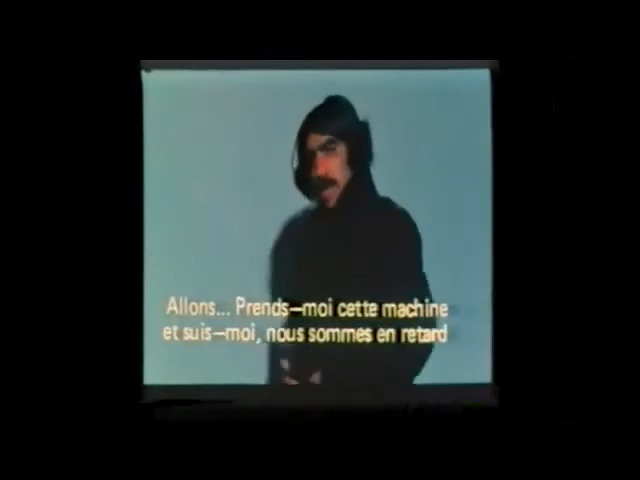 Allons... Prends-moi cette machine
et suis-moi, nous sommes en retard